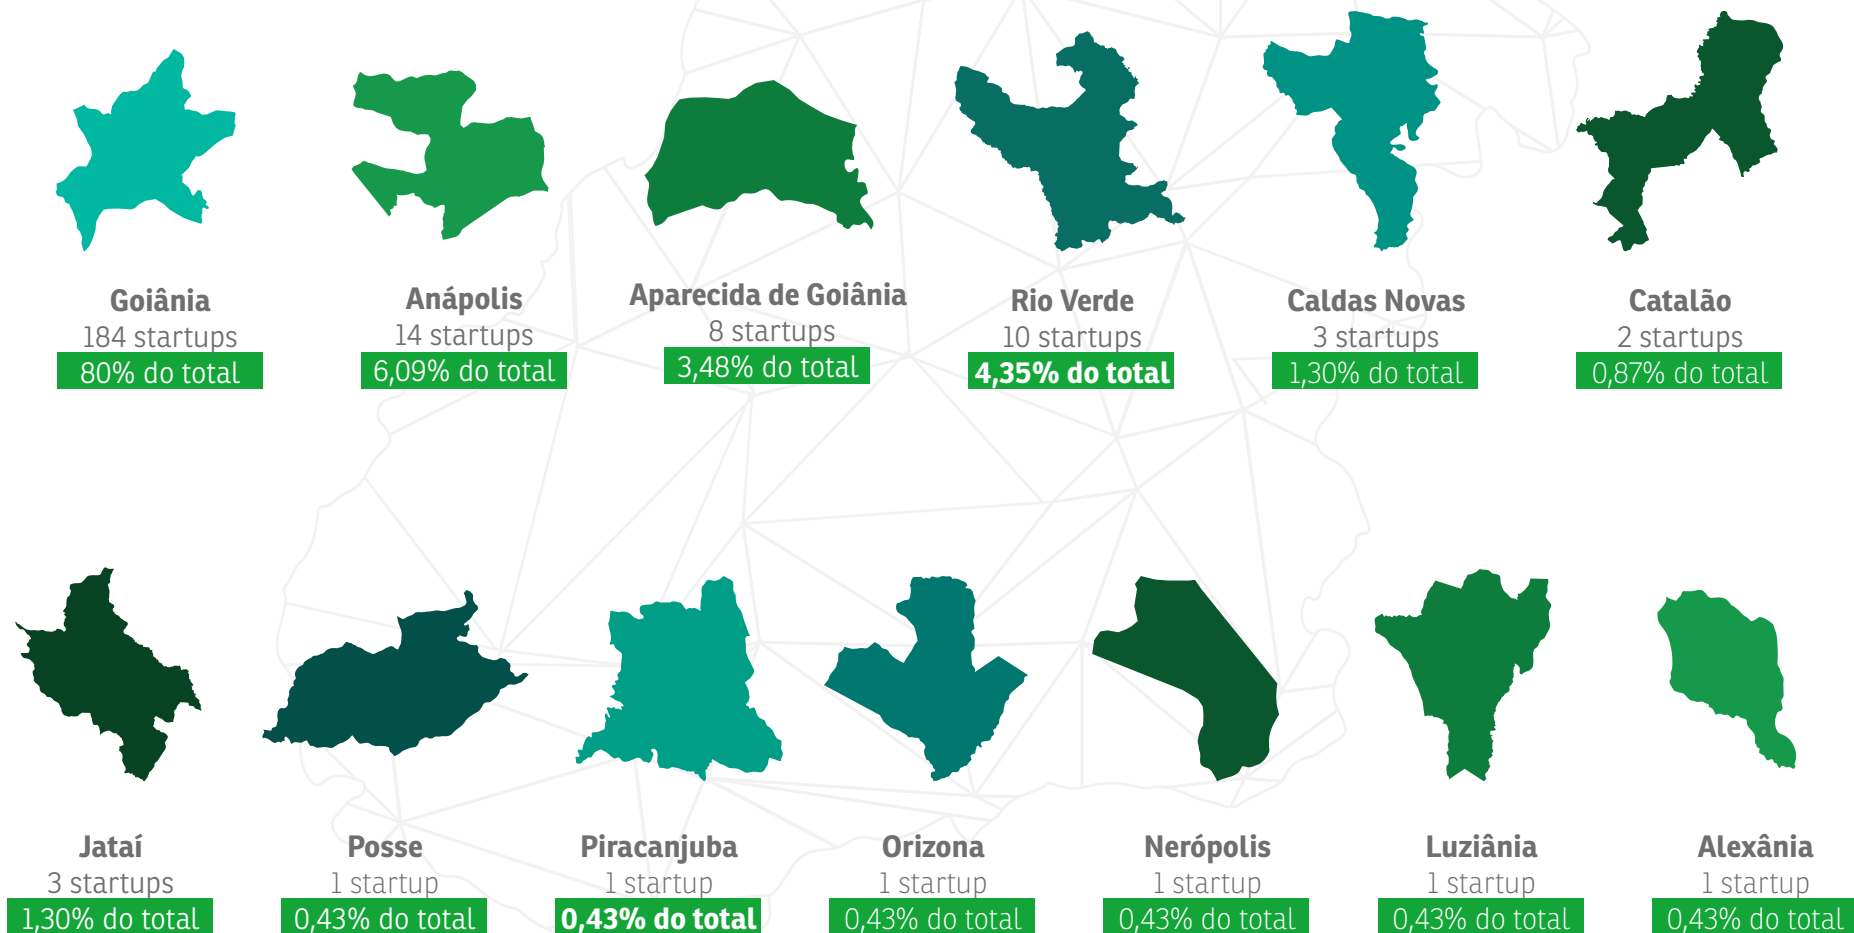 Goiânia
184 startups
80% do total
Anápolis
14 startups
6,09% do total
Aparecida de Goiânia
8 startups
3,48% do total
Rio Verde
10 startups
4,35% do total
Caldas Novas
3 startups
1,30% do total
Catalão
2 startups
0,87% do total
Jataí
3 startups
1,30% do total
Posse
1 startup
0,43% do total
Piracanjuba
1 startup
0,43% do total
Orizona
1 startup
0,43% do total
Nerópolis
1 startup
0,43% do total
Luziânia
1 startup
0,43% do total
Alexânia
1 startup
0,43% do total